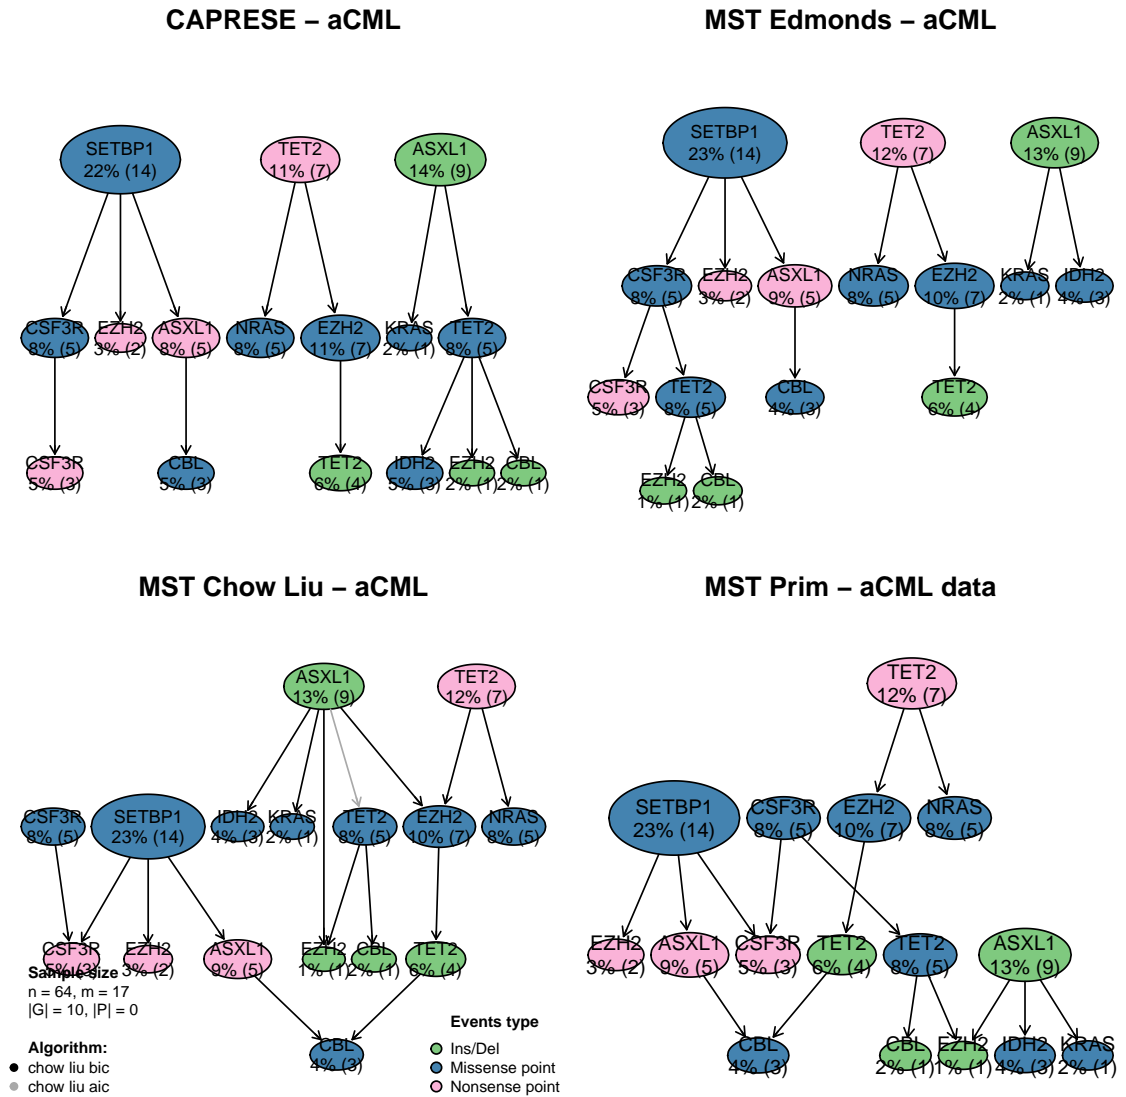 CAPRESE – aCML
SETBP1
22% (14)
TET2
11% (7)
ASXL1
14% (9)
CSF3R
8% (5)
EZH2
3% (2)
ASXL1
8% (5)
NRAS
8% (5)
EZH2
11% (7)
KRAS
2% (1)
TET2
8% (5)
CSF3R
5% (3)
CBL
5% (3)
TET2
6% (4)
IDH2
5% (3)
EZH2
2% (1)
CBL
2% (1)
MST Edmonds – aCML
SETBP1
23% (14)
TET2
12% (7)
ASXL1
13% (9)
CSF3R
8% (5)
EZH2
3% (2)
ASXL1
9% (5)
NRAS
8% (5)
EZH2
10% (7)
KRAS
2% (1)
IDH2
4% (3)
CSF3R
5% (3)
TET2
8% (5)
CBL
4% (3)
TET2
6% (4)
EZH2
1% (1)
CBL
2% (1)
MST Chow Liu – aCML
ASXL1
13% (9)
TET2
12% (7)
CSF3R
8% (5)
SETBP1
23% (14)
IDH2
4% (3)
KRAS
2% (1)
TET2
8% (5)
EZH2
10% (7)
NRAS
8% (5)
CSF3R
5% (3)
EZH2
3% (2)
ASXL1
9% (5)
EZH2
1% (1)
CBL
2% (1)
TET2
6% (4)
CBL
4% (3)
Sample size
n = 64, m = 17
|G| = 10, |P| = 0
Algorithm:
chow liu bic
chow liu aic
Events type
Ins/Del
Missense point
Nonsense point
MST Prim – aCML data
TET2
12% (7)
SETBP1
23% (14)
CSF3R
8% (5)
EZH2
10% (7)
NRAS
8% (5)
EZH2
3% (2)
ASXL1
9% (5)
CSF3R
5% (3)
TET2
6% (4)
TET2
8% (5)
ASXL1
13% (9)
CBL
4% (3)
CBL
2% (1)
EZH2
1% (1)
IDH2
4% (3)
KRAS
2% (1)